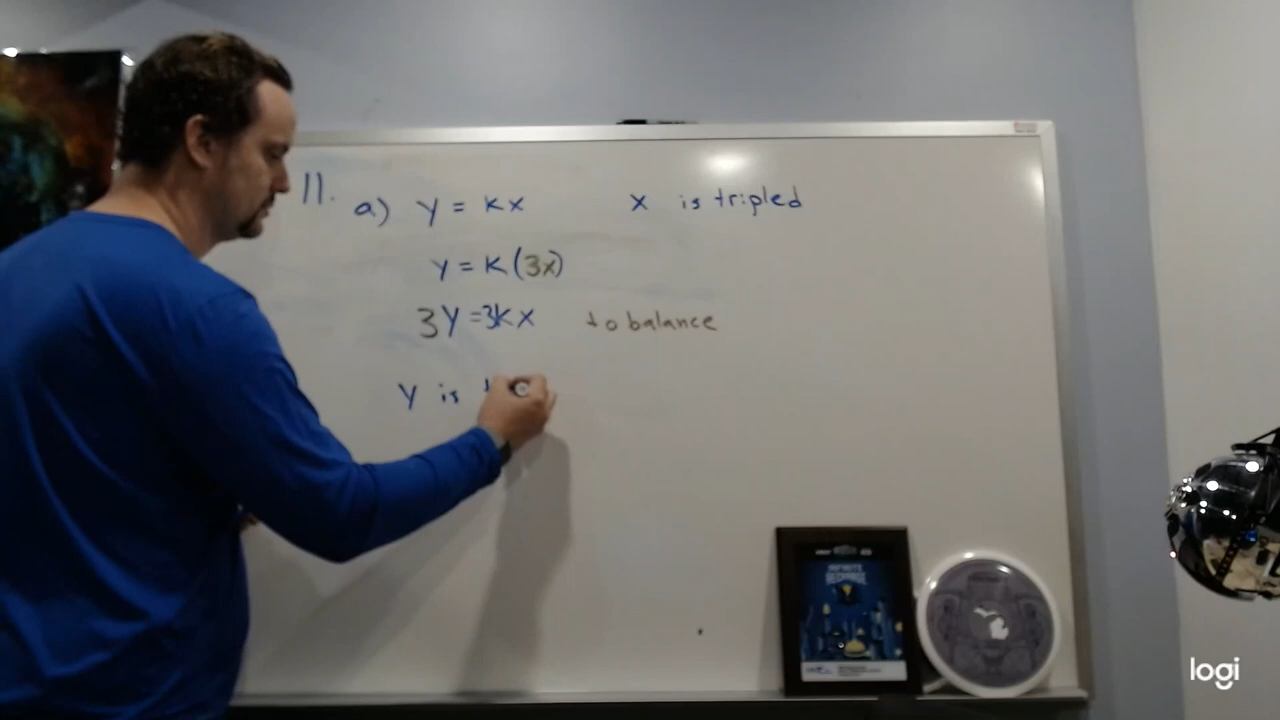 11. a) y = kx x is tripled
y = k(3x)
3y = 3kx to balance
y is
logi